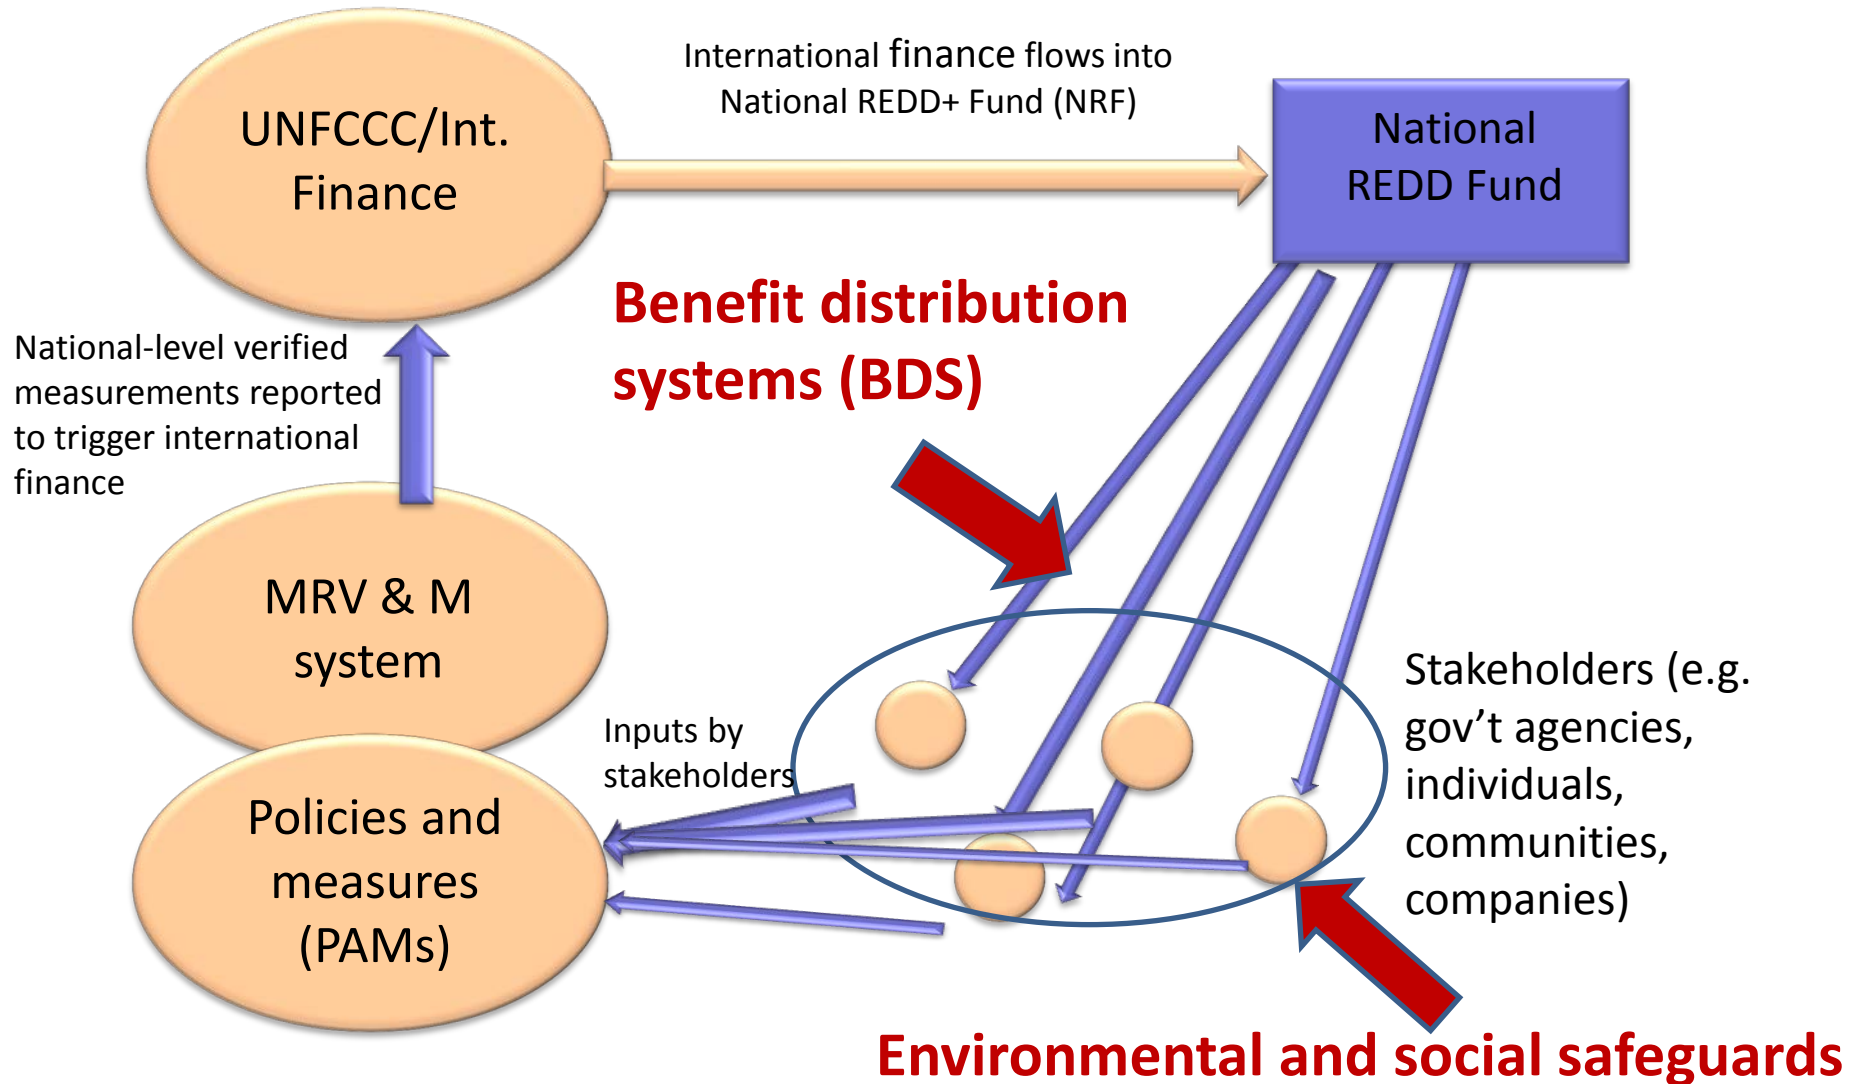 UNFCCC/Int.
Finance
International finance flows into
National REDD+ Fund (NRF)
National
REDD Fund
Benefit distribution
systems (BDS)
National-level verified
measurements reported
to trigger international
finance
MRV & M
system
Inputs by
stakeholders
Policies and
measures
(PAMs)
Stakeholders (e.g.
gov’t agencies,
individuals,
communities,
companies)
Environmental and social safeguards